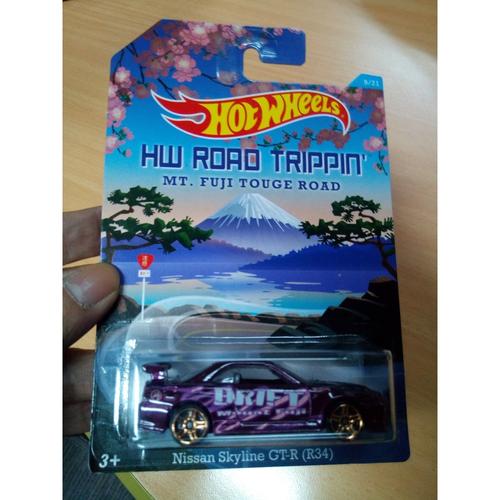 9/21
HOT WHEELS
HW ROAD TRIPPIN'
MT. FUJI TOUGE ROAD
DRIFT
3+
Nissan Skyline GT-R (R34)